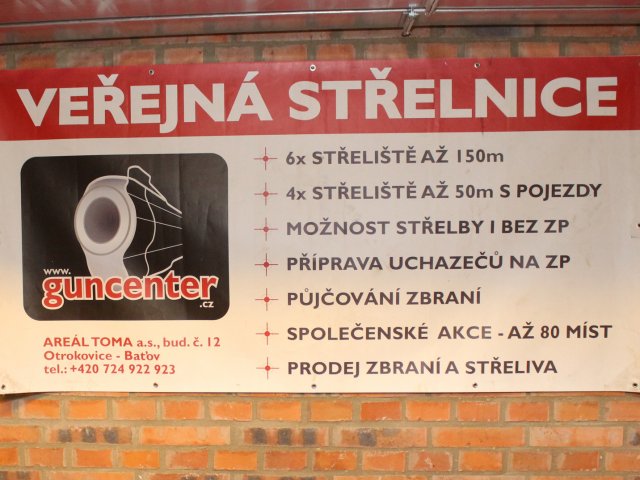 VEŘEJNÁ STŘELNICE
www.
guncenter
.cz
AREÁL TOMA a.s., bud. č. 12
Otrokovice - Baťov
tel.: +420 724 922 923
6x STŘELIŠTĚ AŽ 150m
4x STŘELIŠTĚ AŽ 50m S POJEZDY
MOŽNOST STŘELBY I BEZ ZP
PŘÍPRAVA UCHAZEČŮ NA ZP
PŮJČOVÁNÍ ZBRANÍ
SPOLEČENSKÉ AKCE - AŽ 80 MÍST
PRODEJ ZBRANÍ A STŘELIVA